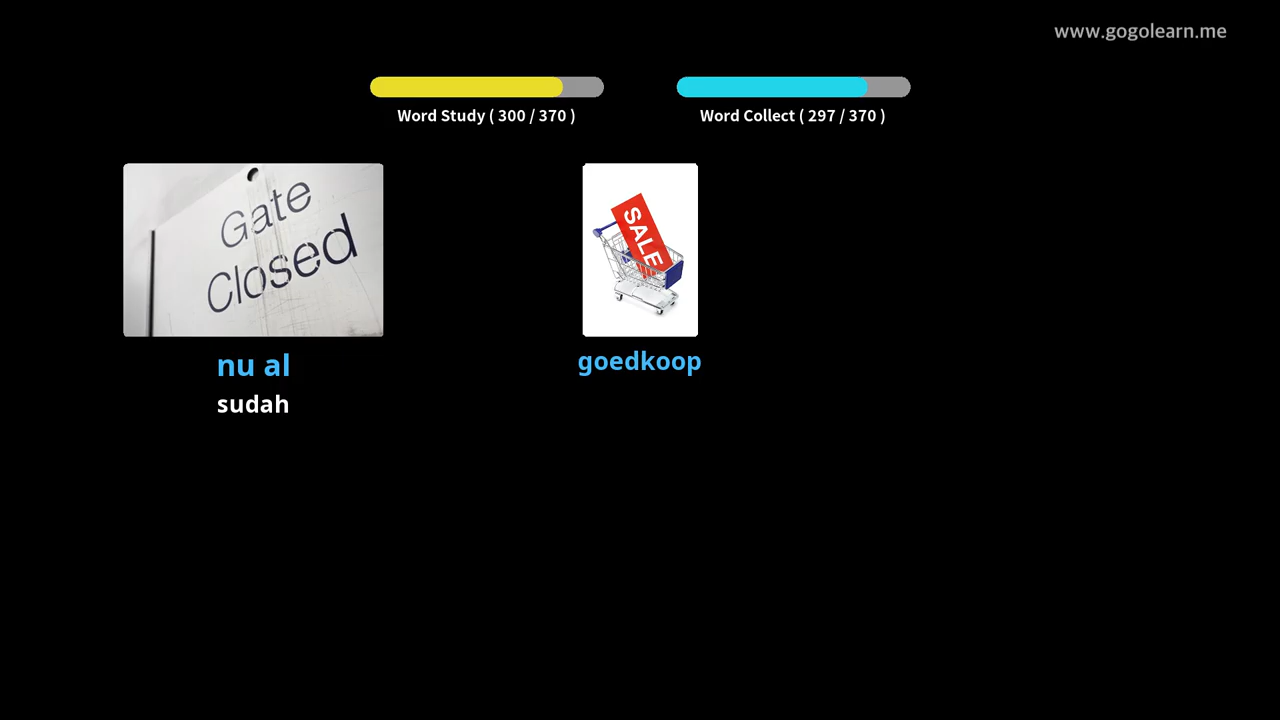 www.gogolearn.me
Word Study ( 300 / 370 )
Word Collect ( 297 / 370 )
Gate
Closed
SALE
nu al
goedkoop
sudah